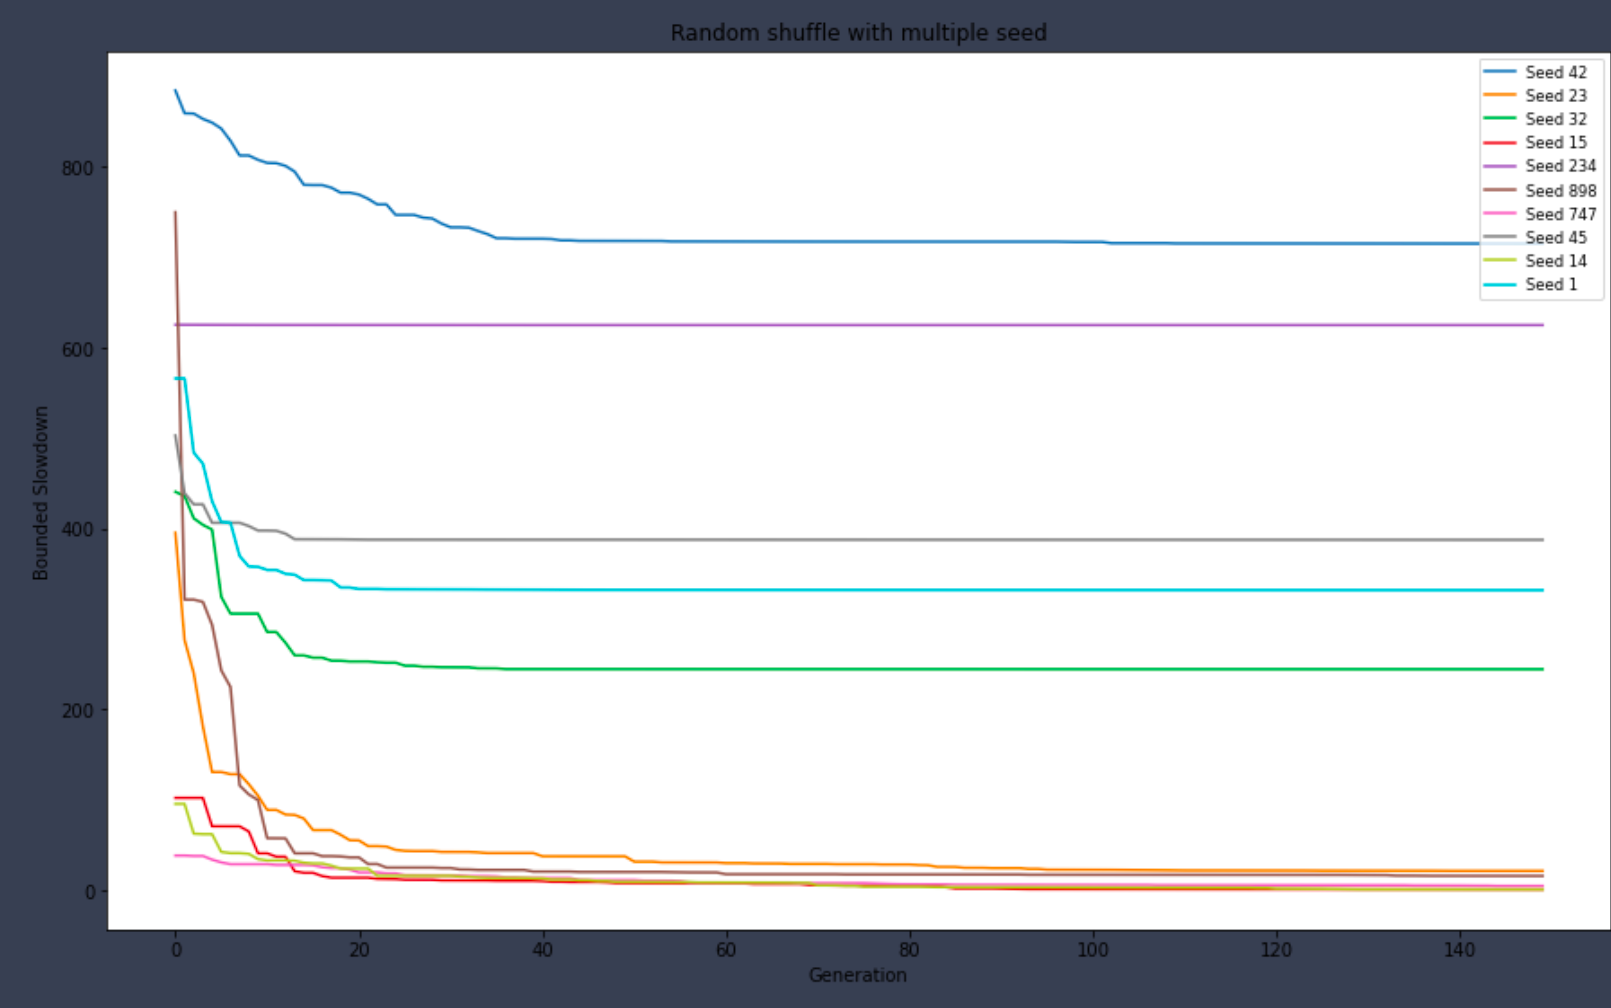 Random shuffle with multiple seed
Seed 42
Seed 23
Seed 32
Seed 15
Seed 234
Seed 898
Seed 747
Seed 45
Seed 14
Seed 1
800
600
400
200
0
Bounded Slowdown
0 20 40 60 80 100 120 140
Generation